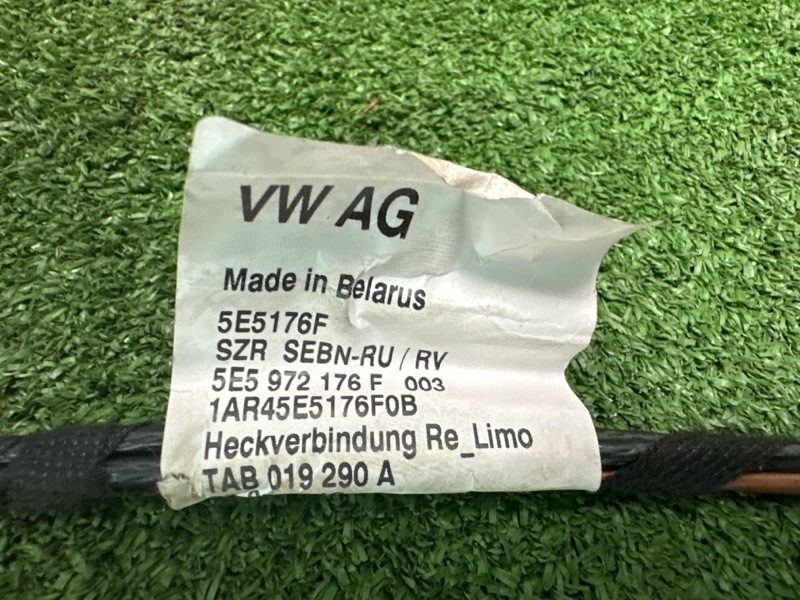 VW AG
Made in Belarus
5E5176F
SZR SEBN-RU / RV
5E5 972 176 F 003
1AR45E5176F0B
Heckverbindung Re_Limo
TAB 019 290 A